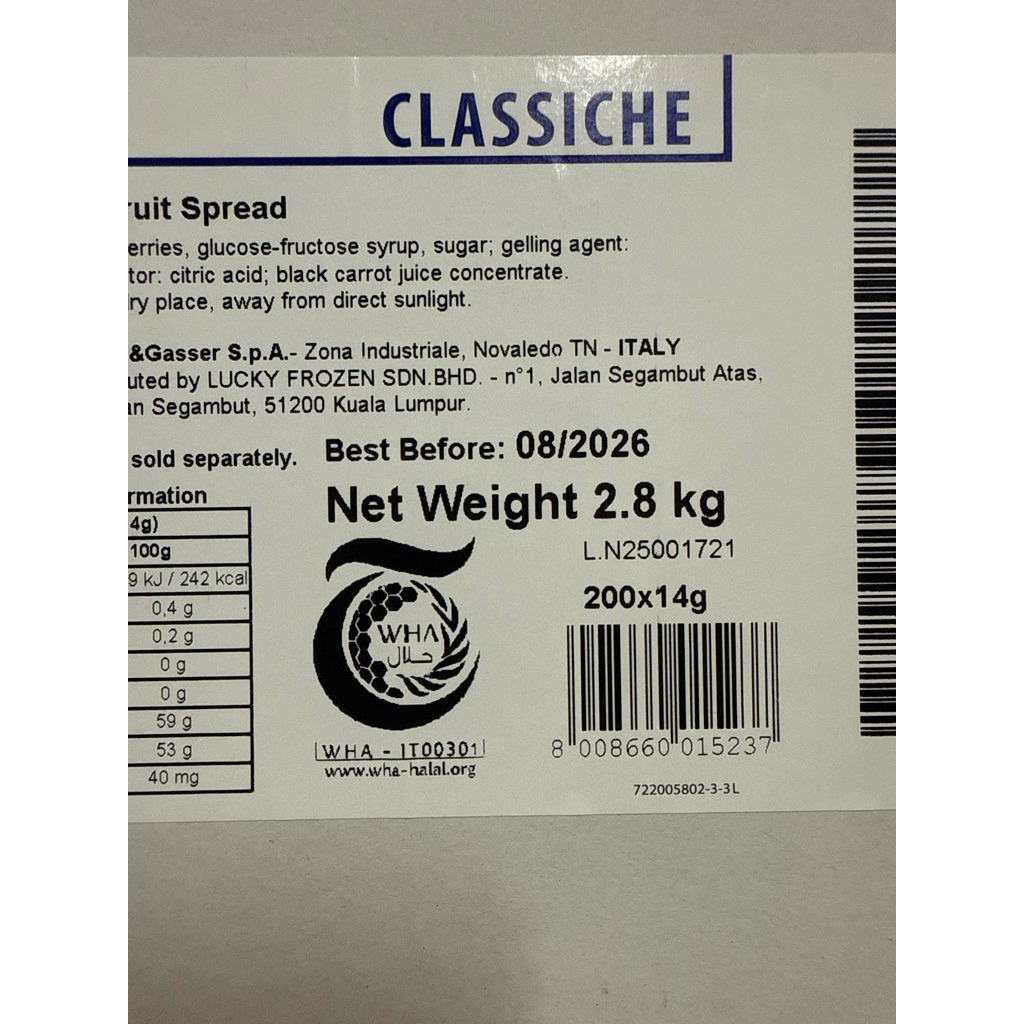 CLASSICHE
ruit Spread
erries, glucose-fructose syrup, sugar; gelling agent:
tor: citric acid; black carrot juice concentrate.
ry place, away from direct sunlight.
&Gasser S.p.A.- Zona Industriale, Novaledo TN - ITALY
uted by LUCKY FROZEN SDN.BHD. - n°1, Jalan Segambut Atas,
an Segambut, 51200 Kuala Lumpur.
sold separately.
Best Before: 08/2026
rmation
Net Weight 2.8 kg
4g)
100g
9 kJ / 242 kcal
0,4 g
0,2 g
0 g
0 g
59 g
53 g
40 mg
L.N25001721
200x14g
WHA
حلال
WHA - IT00301
www.wha-halal.org
8 008660 015237
722005802-3-3L